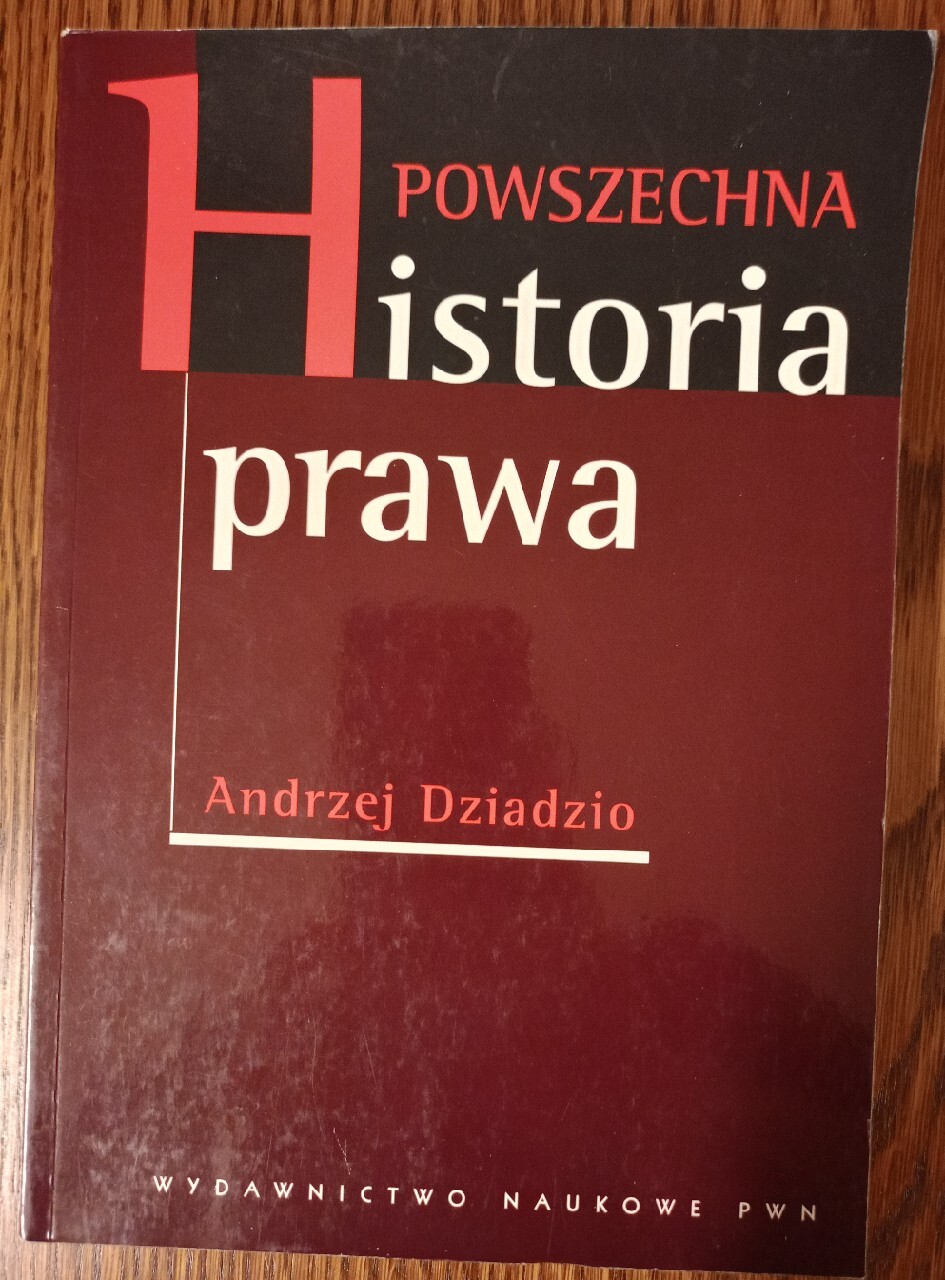 POWSZECHNA
Historia
prawa
Andrzej Dziadzio
WYDAWNICTWO NAUKOWE PWN